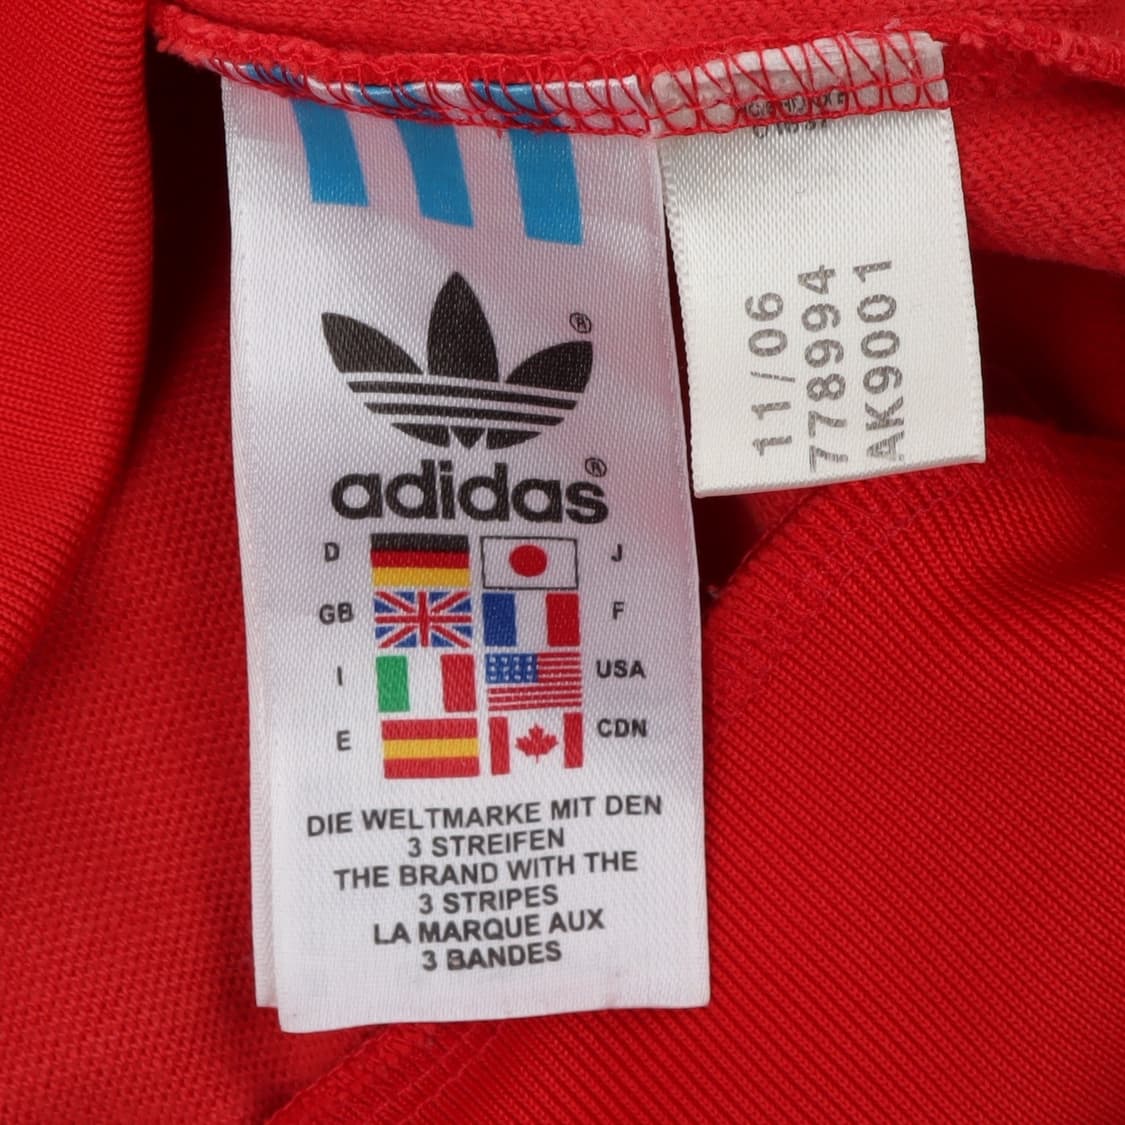 ®
adidas®
D J
GB F
I USA
E CDN
DIE WELTMARKE MIT DEN
3 STREIFEN
THE BRAND WITH THE
3 STRIPES
LA MARQUE AUX
3 BANDES
11/06
778994
AK9001